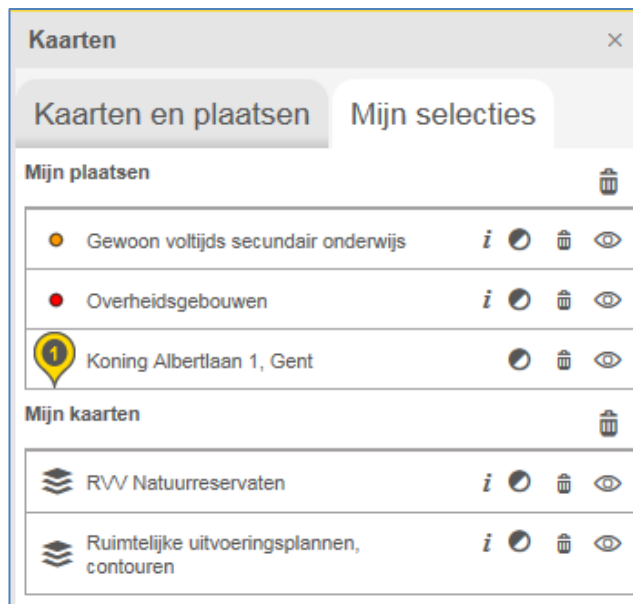 Kaarten
Kaarten en plaatsen Mijn selecties
Mijn plaatsen
Gewoon voltijds secundair onderwijs i
Overheidsgebouwen i
1 Koning Albertlaan 1, Gent
Mijn kaarten
RVV Natuurreservaten i
Ruimtelijke uitvoeringsplannen, i
contouren